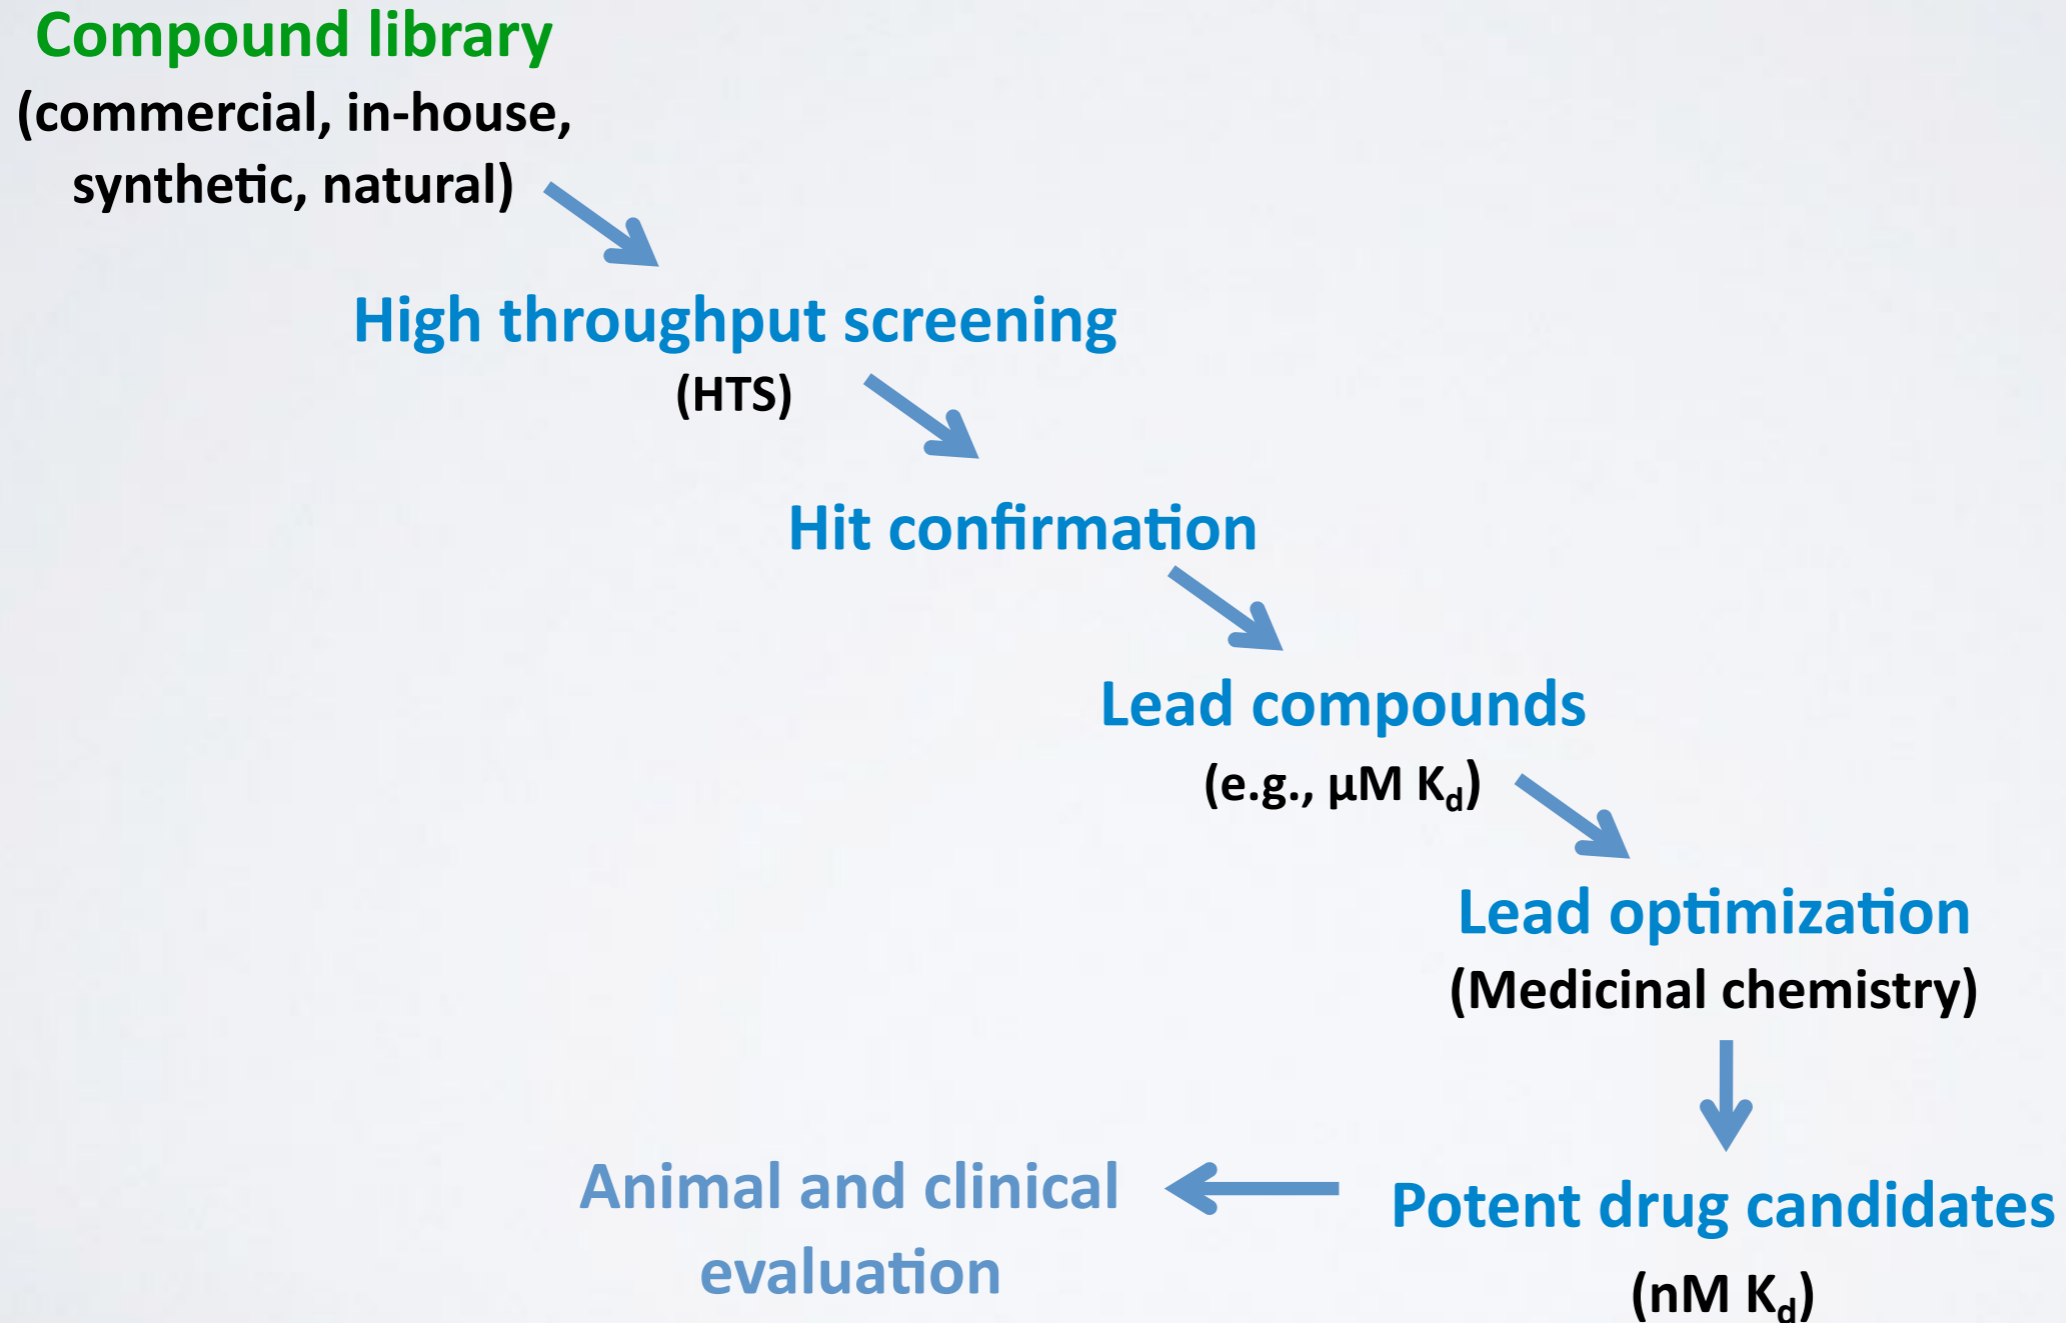 Compound library
(commercial, in-house,
synthetic, natural)
High throughput screening
(HTS)
Hit confirmation
Lead compounds
(e.g., μM Kd)
Lead optimization
(Medicinal chemistry)
Potent drug candidates
(nM Kd)
Animal and clinical
evaluation